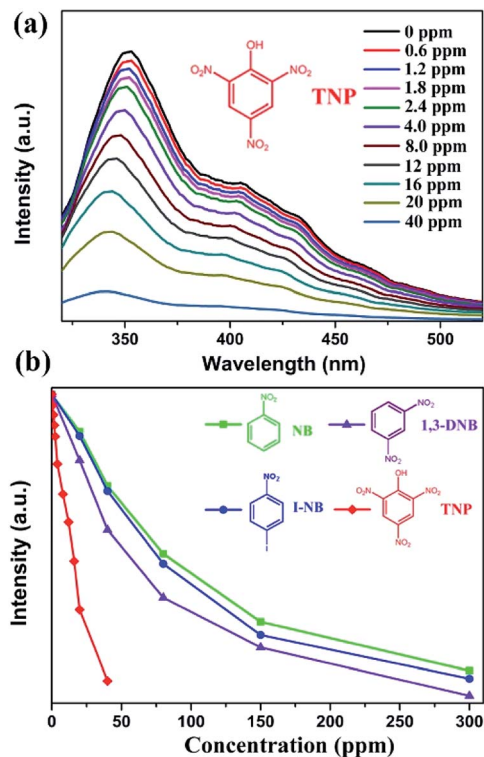 (a)
OH
NO₂
NO₂
NO₂
TNP
0 ppm
0.6 ppm
1.2 ppm
1.8 ppm
2.4 ppm
4.0 ppm
8.0 ppm
12 ppm
16 ppm
20 ppm
40 ppm
Intensity (a.u.)
350 400 450 500
Wavelength (nm)
(b)
NO₂
NB
NO₂
NO₂
1,3-DNB
NO₂
I
I-NB
OH
NO₂
NO₂
NO₂
TNP
Intensity (a.u.)
0 50 100 150 200 250 300
Concentration (ppm)